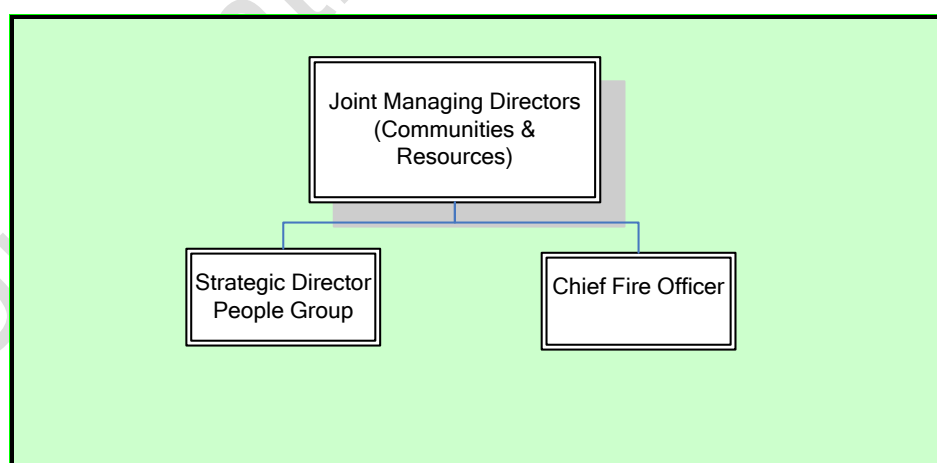 Joint Managing Directors
(Communities &
Resources)
Strategic Director
People Group
Chief Fire Officer